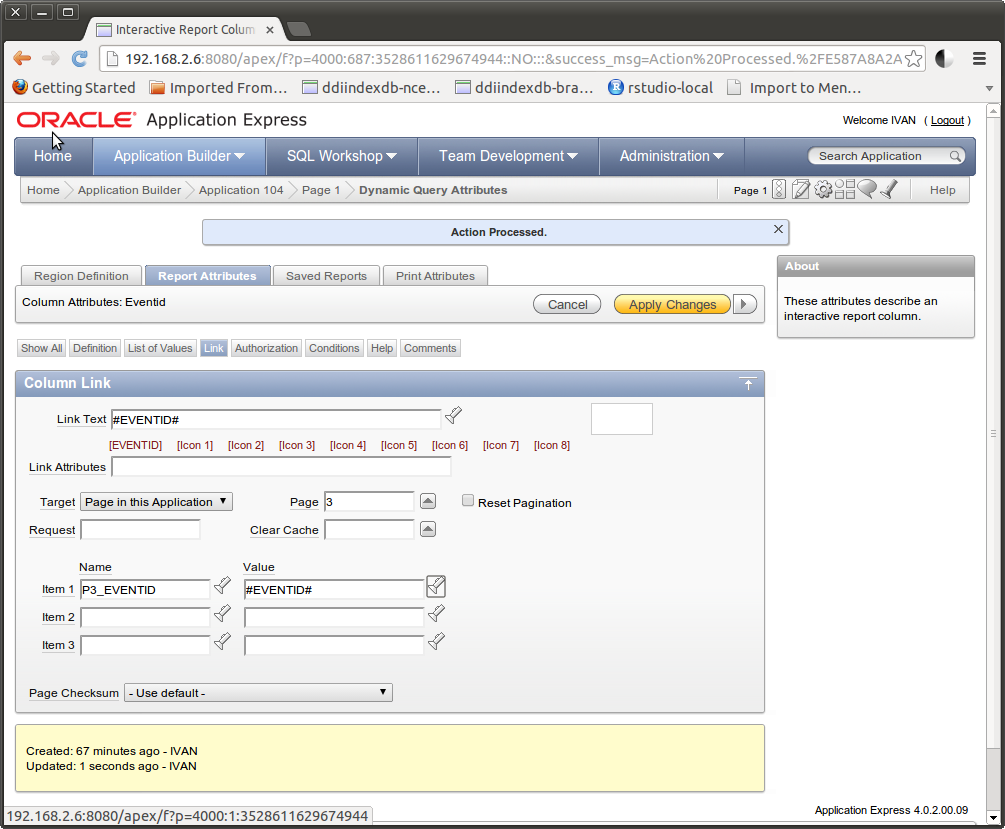 Interactive Report Colum
192.168.2.6:8080/apex/f?p=4000:687:3528611629674944::NO:::&success_msg=Action%20Processed.%2FE587A8A2A
Getting Started Imported From... ddiindexdb-nce... ddiindexdb-bra... rstudio-local Import to Men...
ORACLE Application Express Welcome IVAN ( Logout )
Home Application Builder SQL Workshop Team Development Administration Search Application
Home Application Builder Application 104 Page 1 Dynamic Query Attributes Page 1 Help
Action Processed.
Region Definition Report Attributes Saved Reports Print Attributes
About
Column Attributes: Eventid Cancel Apply Changes
These attributes describe an
interactive report column.
Show All Definition List of Values Link Authorization Conditions Help Comments
Column Link
Link Text #EVENTID#
[EVENTID] [Icon 1] [Icon 2] [Icon 3] [Icon 4] [Icon 5] [Icon 6] [Icon 7] [Icon 8]
Link Attributes
Target Page in this Application Page 3 Reset Pagination
Request Clear Cache
Name Value
Item 1 P3_EVENTID #EVENTID#
Item 2
Item 3
Page Checksum - Use default -
Created: 67 minutes ago - IVAN
Updated: 1 seconds ago - IVAN
Application Express 4.0.2.00.09
192.168.2.6:8080/apex/f?p=4000:1:3528611629674944